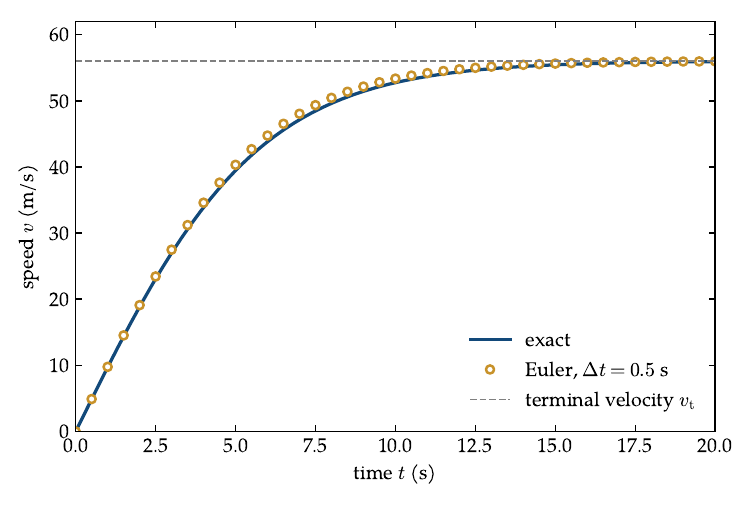 60
50
40
30
20
10
0
speed v (m/s)
0.0 2.5 5.0 7.5 10.0 12.5 15.0 17.5 20.0
time t (s)
exact
Euler, Δt = 0.5 s
terminal velocity vₜ